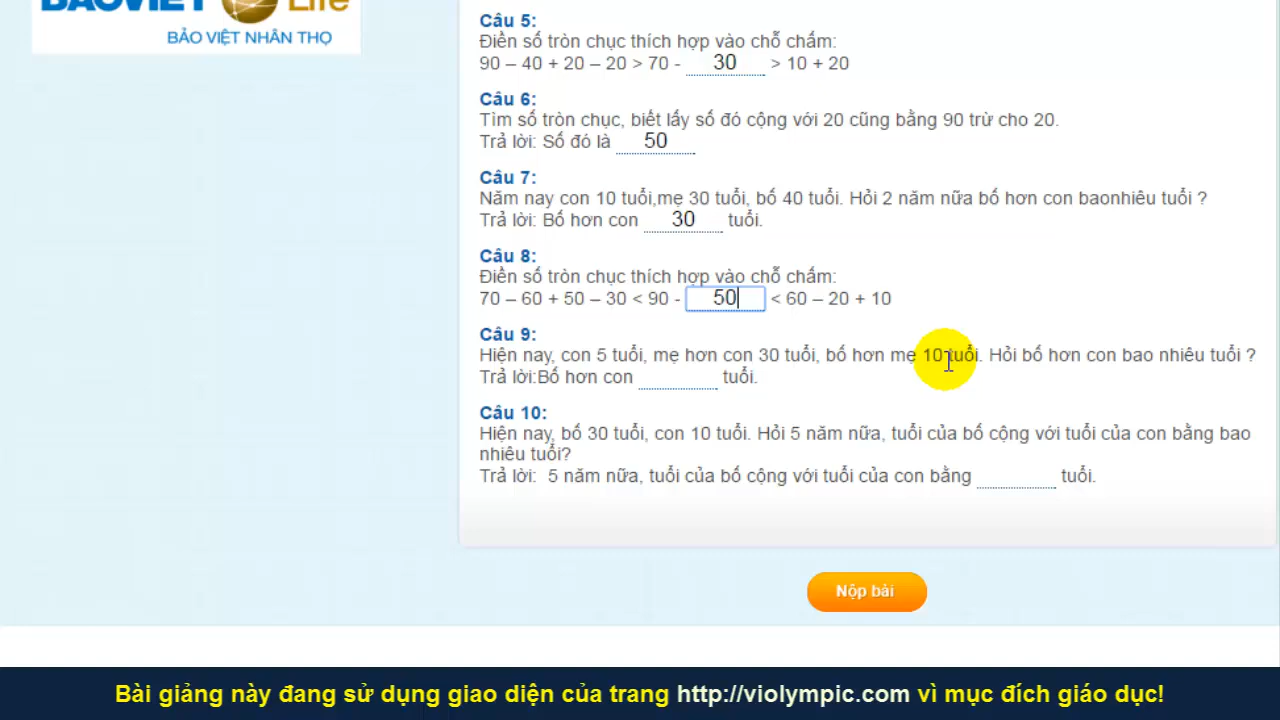 BAOVIET Life
BẢO VIỆT NHÂN THỌ
Câu 5:
Điền số tròn chục thích hợp vào chỗ chấm:
90 – 40 + 20 – 20 > 70 - 30 > 10 + 20
Câu 6:
Tìm số tròn chục, biết lấy số đó cộng với 20 cũng bằng 90 trừ cho 20.
Trả lời: Số đó là 50
Câu 7:
Năm nay con 10 tuổi,mẹ 30 tuổi, bố 40 tuổi. Hỏi 2 năm nữa bố hơn con baonhiêu tuổi ?
Trả lời: Bố hơn con 30 tuổi.
Câu 8:
Điền số tròn chục thích hợp vào chỗ chấm:
70 – 60 + 50 – 30 < 90 - 50 < 60 – 20 + 10
Câu 9:
Hiện nay, con 5 tuổi, mẹ hơn con 30 tuổi, bố hơn mẹ 10 tuổi. Hỏi bố hơn con bao nhiêu tuổi ?
Trả lời:Bố hơn con tuổi.
Câu 10:
Hiện nay, bố 30 tuổi, con 10 tuổi. Hỏi 5 năm nữa, tuổi của bố cộng với tuổi của con bằng bao
nhiêu tuổi?
Trả lời: 5 năm nữa, tuổi của bố cộng với tuổi của con bằng tuổi.
Nộp bài
Bài giảng này đang sử dụng giao diện của trang http://violympic.com vì mục đích giáo dục!